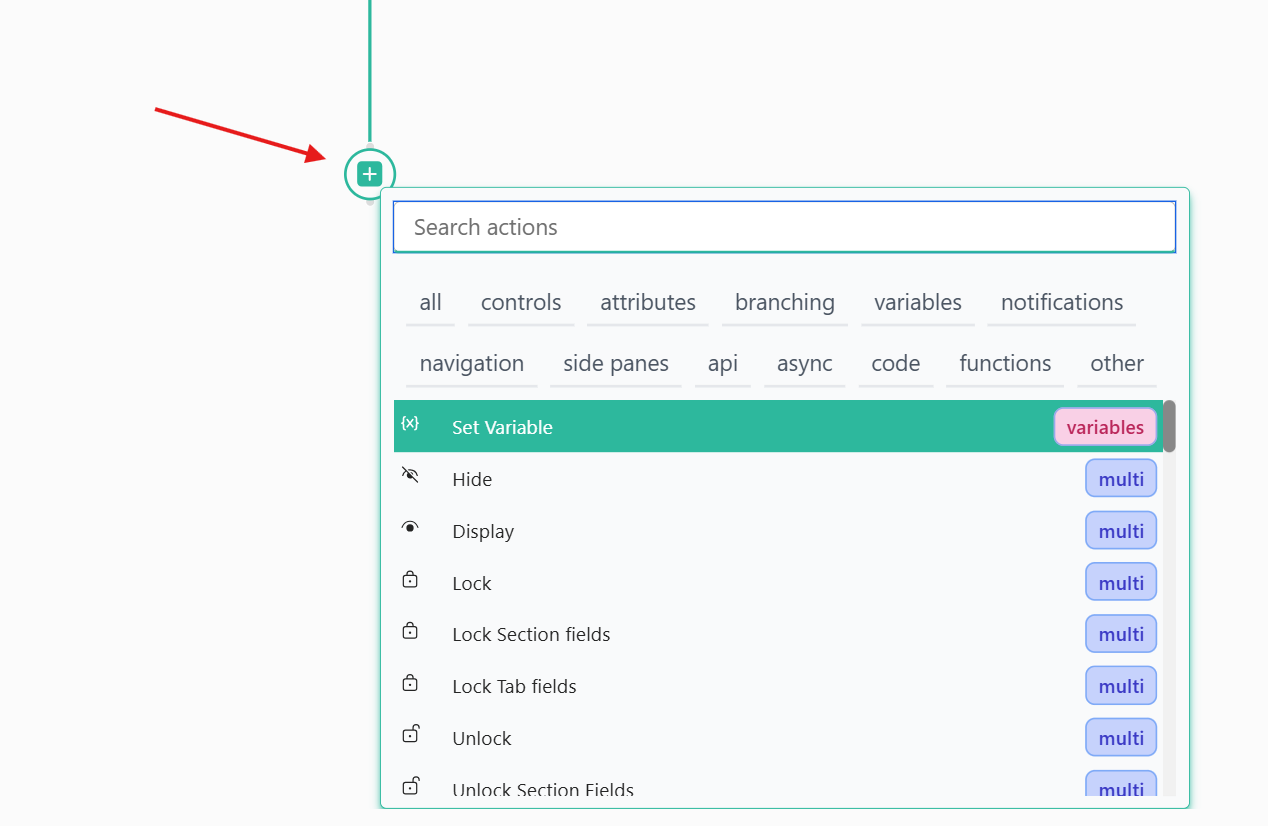 Search actions
all controls attributes branching variables notifications
navigation side panes api async code functions other
{x} Set Variable variables
Hide multi
Display multi
Lock multi
Lock Section fields multi
Lock Tab fields multi
Unlock multi
Unlock Section Fields multi